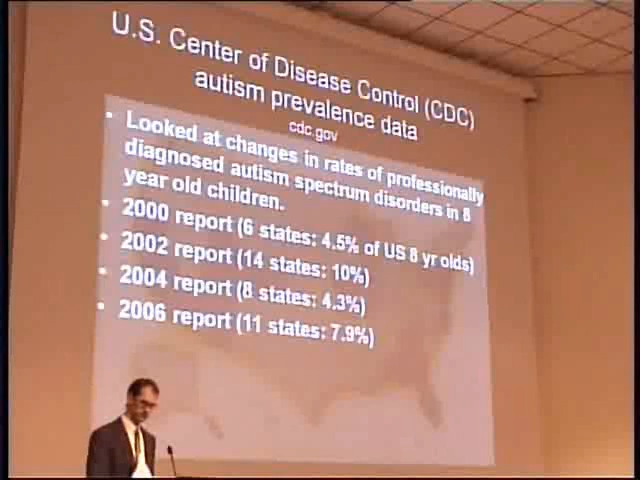 U.S. Center of Disease Control (CDC)
autism prevalence data
cdc.gov
• Looked at changes in rates of professionally
diagnosed autism spectrum disorders in 8
year old children.
• 2000 report (6 states: 4.5% of US 8 yr olds)
• 2002 report (14 states: 10%)
• 2004 report (8 states: 4.3%)
• 2006 report (11 states: 7.9%)